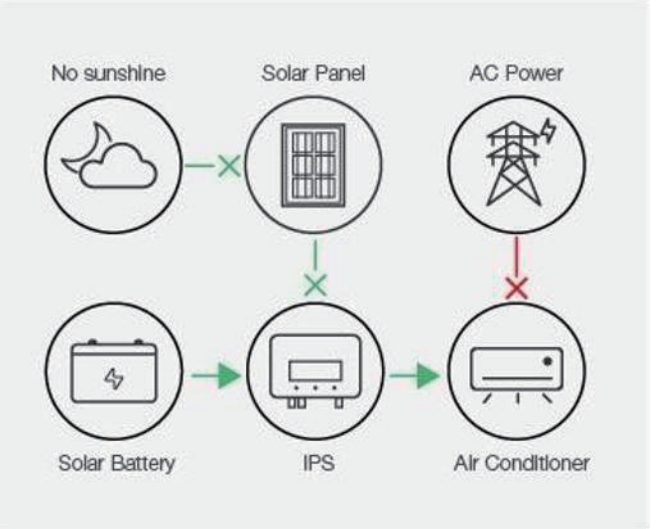 No sunshine
Solar Panel
AC Power
Solar Battery
IPS
Air Conditioner